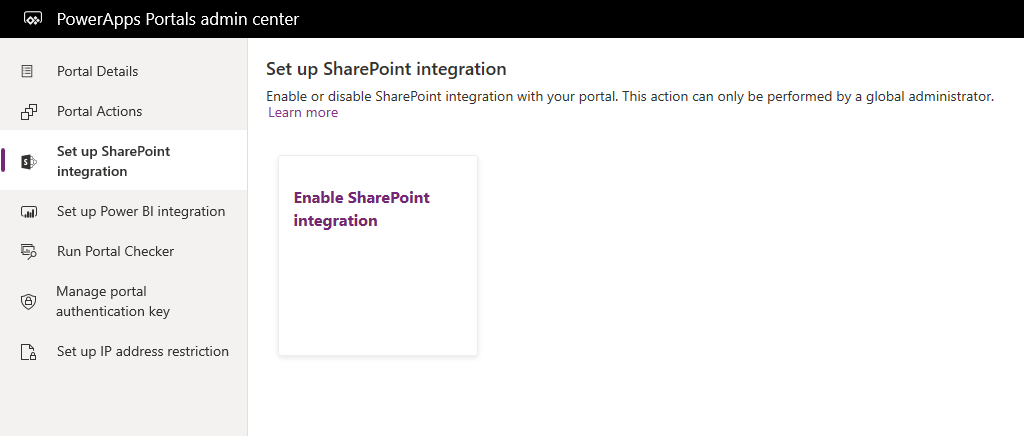 PowerApps Portals admin center
Portal Details
Portal Actions
Set up SharePoint
integration
Set up Power BI integration
Run Portal Checker
Manage portal
authentication key
Set up IP address restriction
Set up SharePoint integration
Enable or disable SharePoint integration with your portal. This action can only be performed by a global administrator.
Learn more
Enable SharePoint
integration